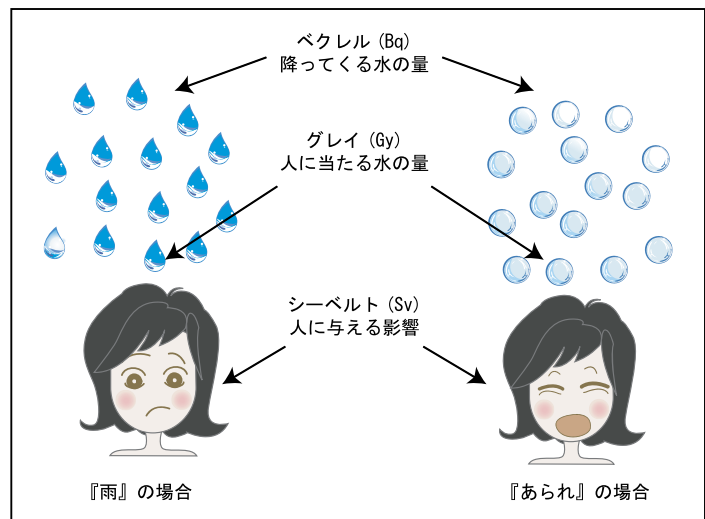 ベクレル(Bq)
降ってくる水の量
グレイ(Gy)
人に当たる水の量
シーベルト(Sv)
人に与える影響
『雨』の場合
『あられ』の場合